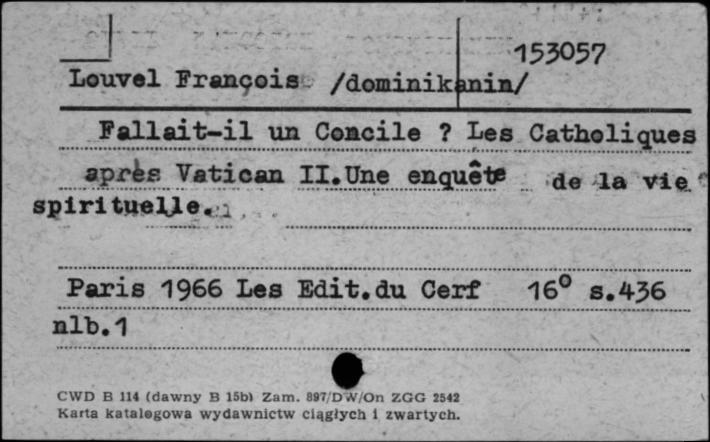 153057
Louvel François /dominikanin/
Fallait-il un Concile ? Les Catholiques
après Vatican II.Une enquête de la vie
spirituelle.
Paris 1966 Les Edit.du Cerf 16° s.436
nlb.1
CWD B 114 (dawny B 15b) Zam. 897/DW/On ZGG 2542
Karta katalogowa wydawnictw ciągłych i zwartych.